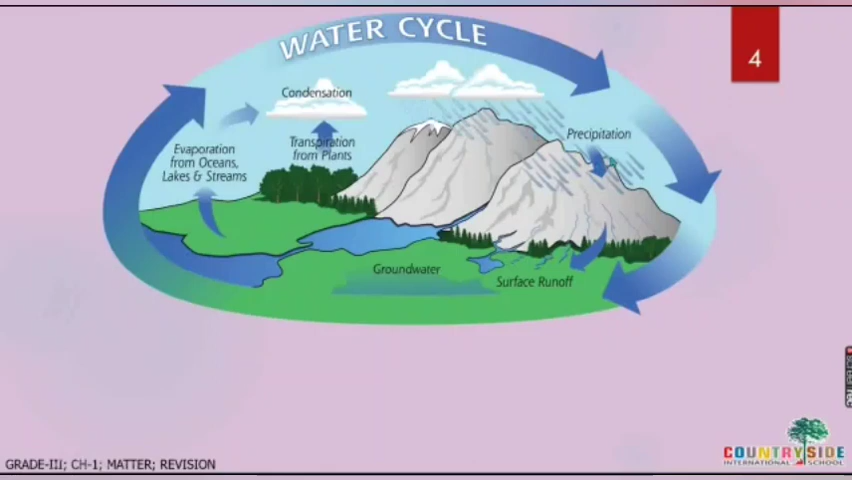 WATER CYCLE
4
Condensation
Transpiration
from Plants
Precipitation
Evaporation
from Oceans,
Lakes & Streams
Groundwater
Surface Runoff
GRADE-III; CH-1; MATTER; REVISION
COUNTRYSIDE
INTERNATIONAL SCHOOL